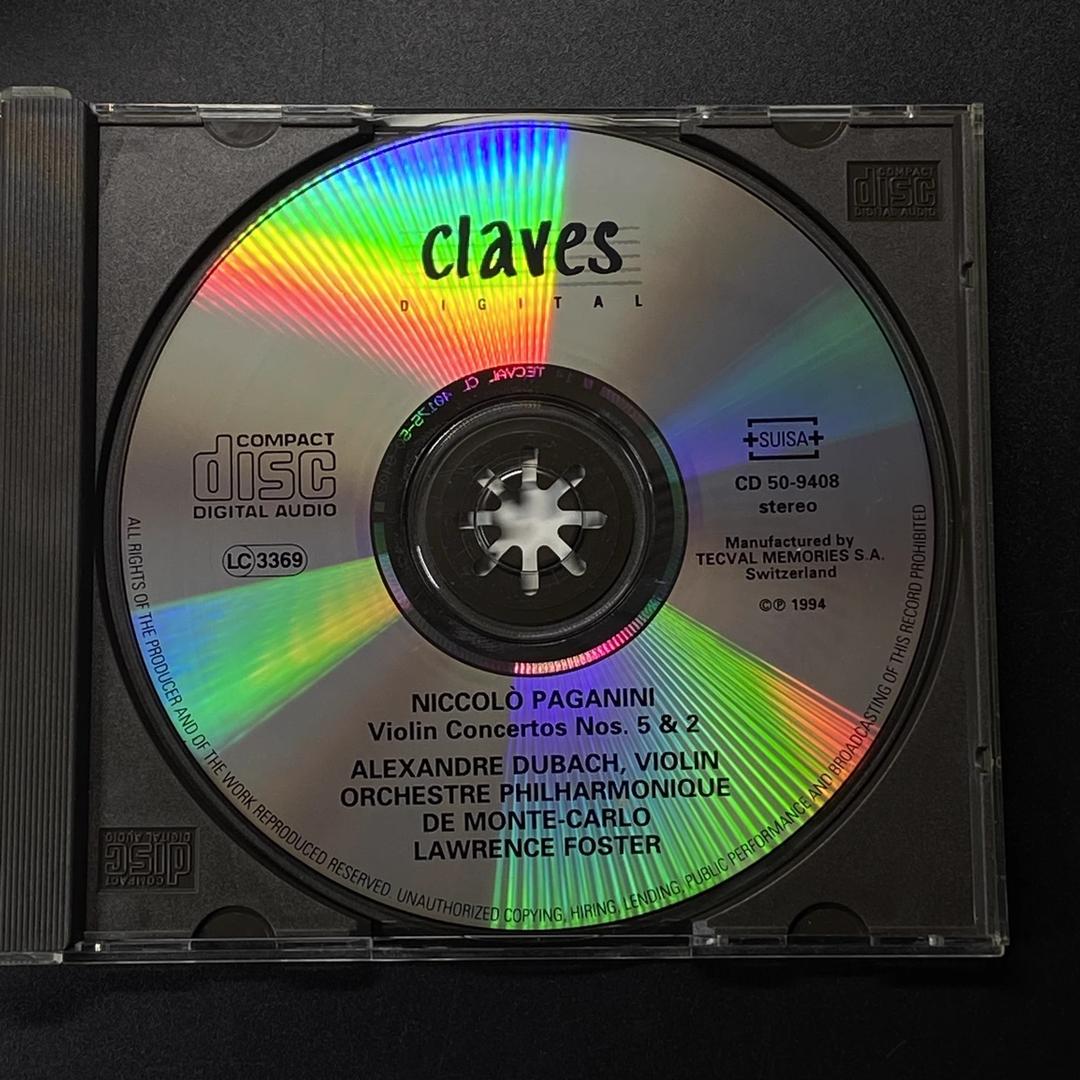 COMPACT
disc
DIGITAL AUDIO
claves
DIGITAL
TECVAL CL
COMPACT
disc
DIGITAL AUDIO
LC 3369
SUISA
CD 50-9408
stereo
Manufactured by
TECVAL MEMORIES S.A.
Switzerland
©℗ 1994
NICCOLÒ PAGANINI
Violin Concertos Nos. 5 & 2
ALEXANDRE DUBACH, VIOLIN
ORCHESTRE PHILHARMONIQUE
DE MONTE-CARLO
LAWRENCE FOSTER
ALL RIGHTS OF THE PRODUCER AND OF THE WORK REPRODUCED RESERVED. UNAUTHORIZED COPYING, HIRING, LENDING, PUBLIC PERFORMANCE AND BROADCASTING OF THIS RECORD PROHIBITED
COMPACT
disc
DIGITAL AUDIO